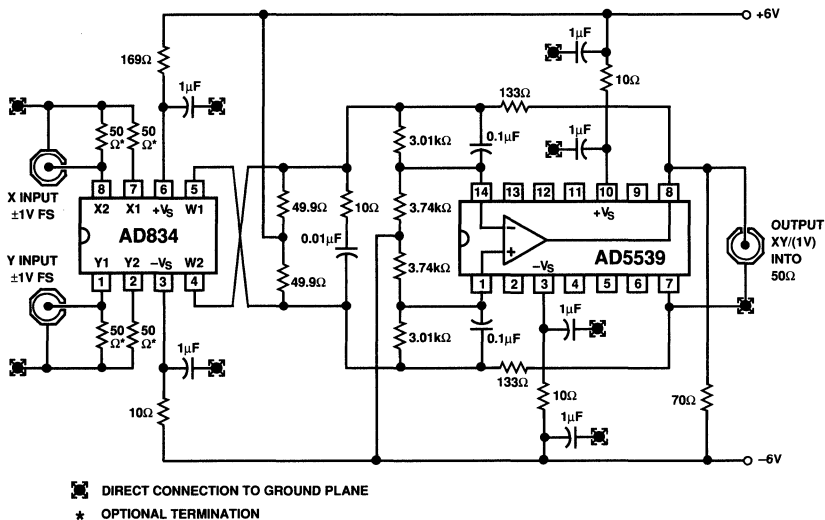 +6V
1μF
169Ω
10Ω
1μF
133Ω
50
Ω*
50
Ω*
3.01kΩ
0.1μF
1μF
X INPUT
±1V FS
8 7 6 5
X2 X1 +VS W1
AD834
Y1 Y2 −VS W2
1 2 3 4
Y INPUT
±1V FS
49.9Ω
10Ω
0.01μF
49.9Ω
3.74kΩ
3.74kΩ
14 13 12 11 10 9 8
+VS
−
+
AD5539
−VS
1 2 3 4 5 6 7
OUTPUT
XY/(1V)
INTO
50Ω
50
Ω*
50
Ω*
1μF
3.01kΩ
0.1μF
1μF
133Ω
10Ω
10Ω
70Ω
1μF
−6V
DIRECT CONNECTION TO GROUND PLANE
* OPTIONAL TERMINATION